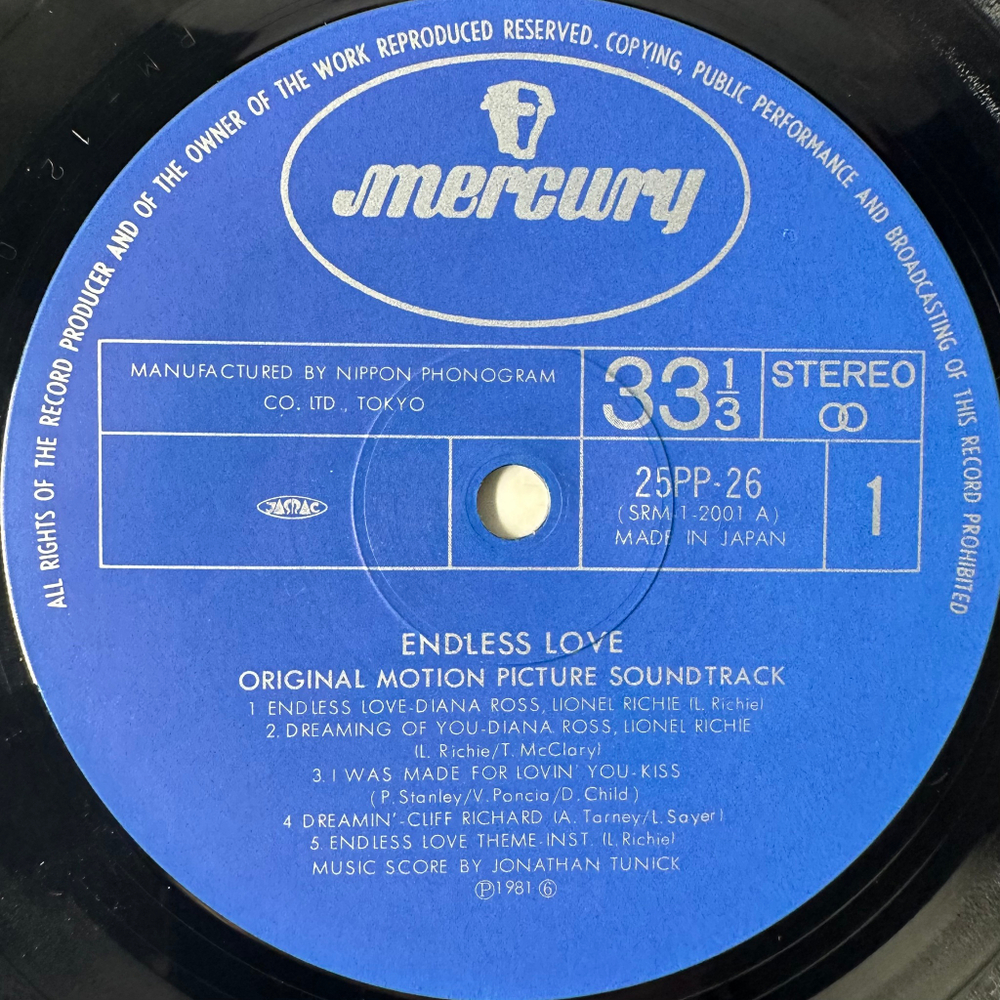 ALL RIGHTS OF THE RECORD PRODUCER AND OF THE OWNER OF THE WORK REPRODUCED RESERVED. COPYING, PUBLIC PERFORMANCE AND BROADCASTING OF THIS RECORD PROHIBITED
mercury
MANUFACTURED BY NIPPON PHONOGRAM
CO. LTD., TOKYO
33 1/3
STEREO
JASRAC
25PP-26
(SRM 1-2001 A)
MADE IN JAPAN
1
ENDLESS LOVE
ORIGINAL MOTION PICTURE SOUNDTRACK
1 ENDLESS LOVE-DIANA ROSS, LIONEL RICHIE (L. Richie)
2. DREAMING OF YOU-DIANA ROSS, LIONEL RICHIE
(L. Richie/T. McClary)
3. I WAS MADE FOR LOVIN' YOU-KISS
(P. Stanley/V. Poncia/D. Child)
4 DREAMIN'-CLIFF RICHARD (A. Tarney/L. Sayer)
5 ENDLESS LOVE THEME-INST. (L. Richie)
MUSIC SCORE BY JONATHAN TUNICK
Ⓟ1981 ⑥